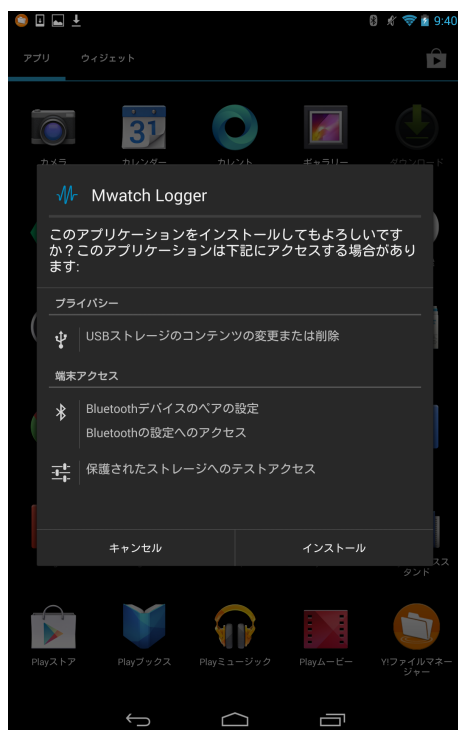 9:40
アプリ ウィジェット
31
カメラ カレンダー カレント ギャラリー ダウンロード
Mwatch Logger
このアプリケーションをインストールしてもよろしいです
か？このアプリケーションは下記にアクセスする場合があり
ます:
プライバシー
USBストレージのコンテンツの変更または削除
端末アクセス
Bluetoothデバイスのペアの設定
Bluetoothの設定へのアクセス
保護されたストレージへのテストアクセス
キャンセル インストール
タンド
Playストア Playブックス Playミュージック Playムービー Y!ファイルマネー
ジャー